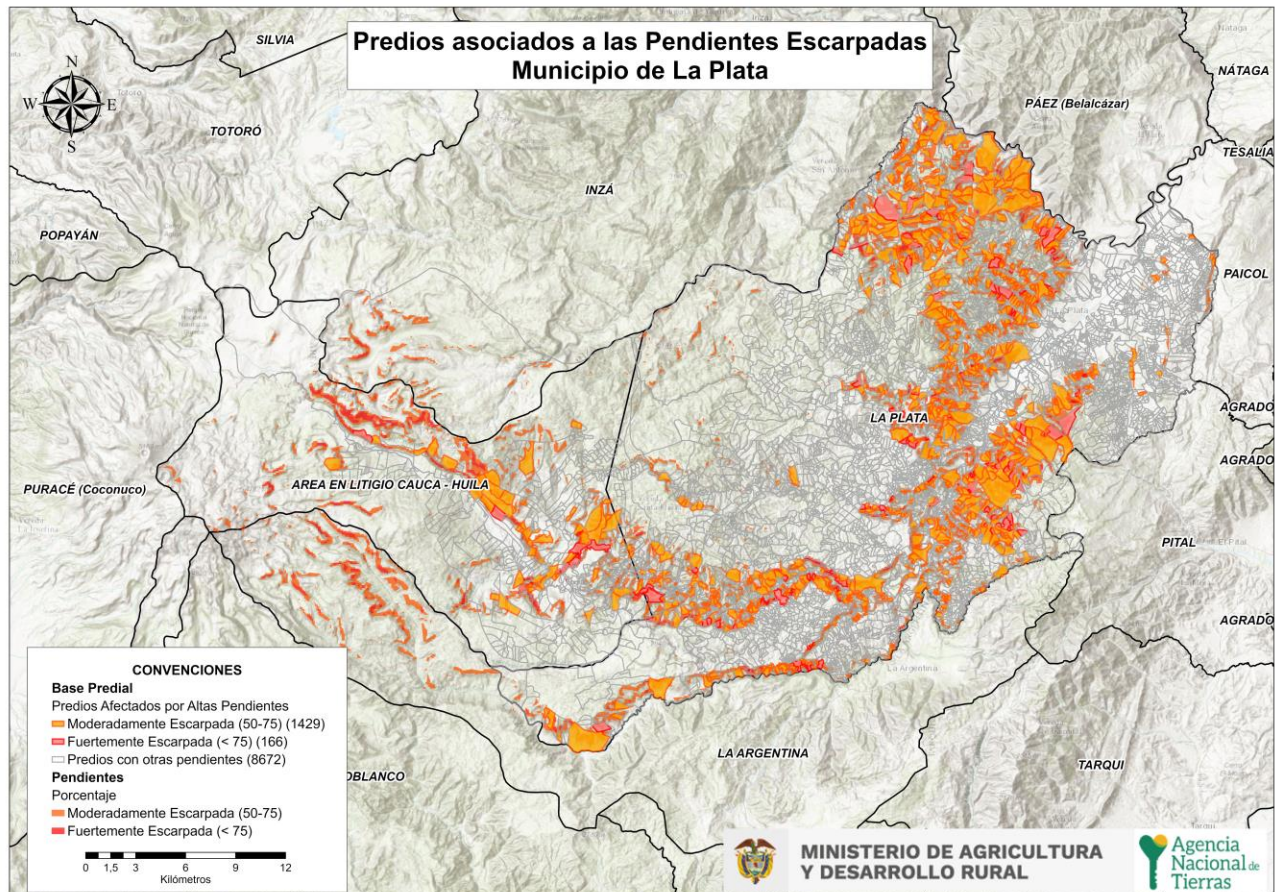 Predios asociados a las Pendientes Escarpadas
Municipio de La Plata
N
W
E
S
SILVIA
TOTORÓ
INZÁ
PÁEZ (Belalcázar)
NÁTAGA
TESALIA
POPAYÁN
PAICOL
LA PLATA
AGRADO
AGRADO
PURACÉ (Coconuco)
AREA EN LITIGIO CAUCA - HUILA
PITAL
El Pital
AGRADO
La Argentina
LA ARGENTINA
OBLANCO
TARQUI
CONVENCIONES
Base Predial
Predios Afectados por Altas Pendientes
Moderadamente Escarpada (50-75) (1429)
Fuertemente Escarpada (< 75) (166)
Predios con otras pendientes (8672)
Pendientes
Porcentaje
Moderadamente Escarpada (50-75)
Fuertemente Escarpada (< 75)
0 1,5 3 6 9 12
Kilómetros
MINISTERIO DE AGRICULTURA
Y DESARROLLO RURAL
Agencia
Nacional de
Tierras